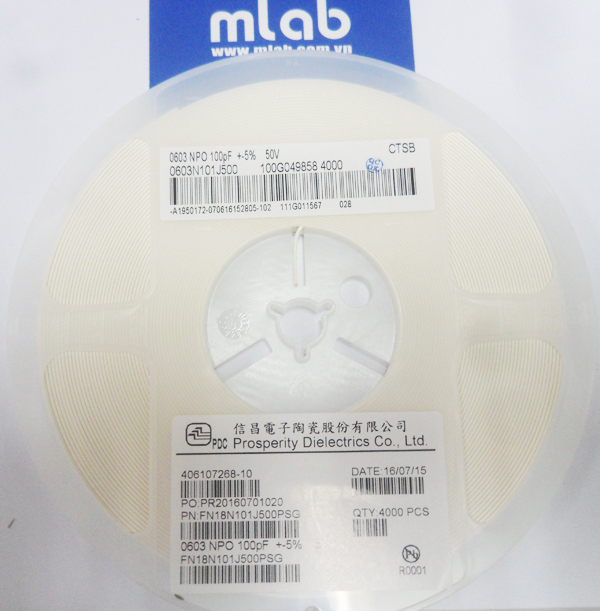 mlab
www.mlab.com.vn
0603 NPO 100pF +-5% 50V CTSB
0603N101J500 100G049858 4000
-A1950172-070616152805-102 111G011567 028
信昌電子陶瓷股份有限公司
PDC Prosperity Dielectrics Co., Ltd.
406107268-10 DATE:16/07/15
PO:PR20160701020
PN:FN18N101J500PSG QTY:4000 PCS
0603 NPO 100pF +-5% 5
FN18N101J500PSG
Pb
R0001